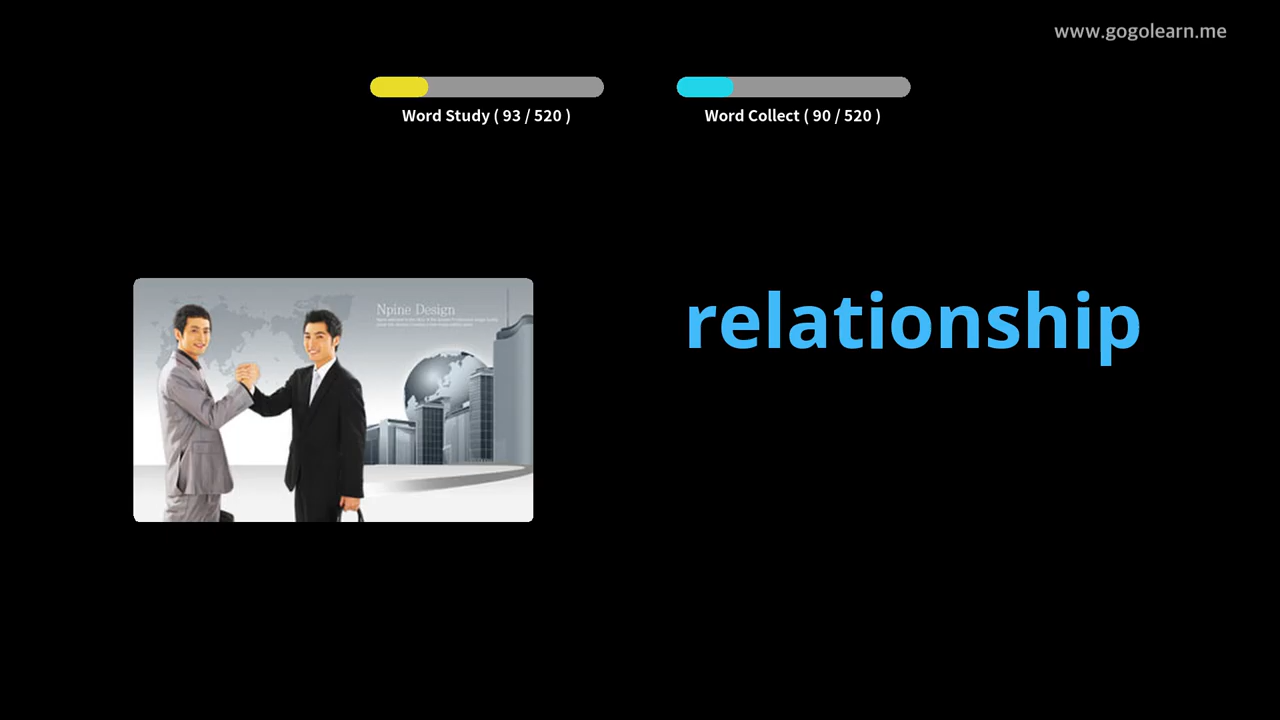 www.gogolearn.me
Word Study ( 93 / 520 )
Word Collect ( 90 / 520 )
Npine Design
relationship